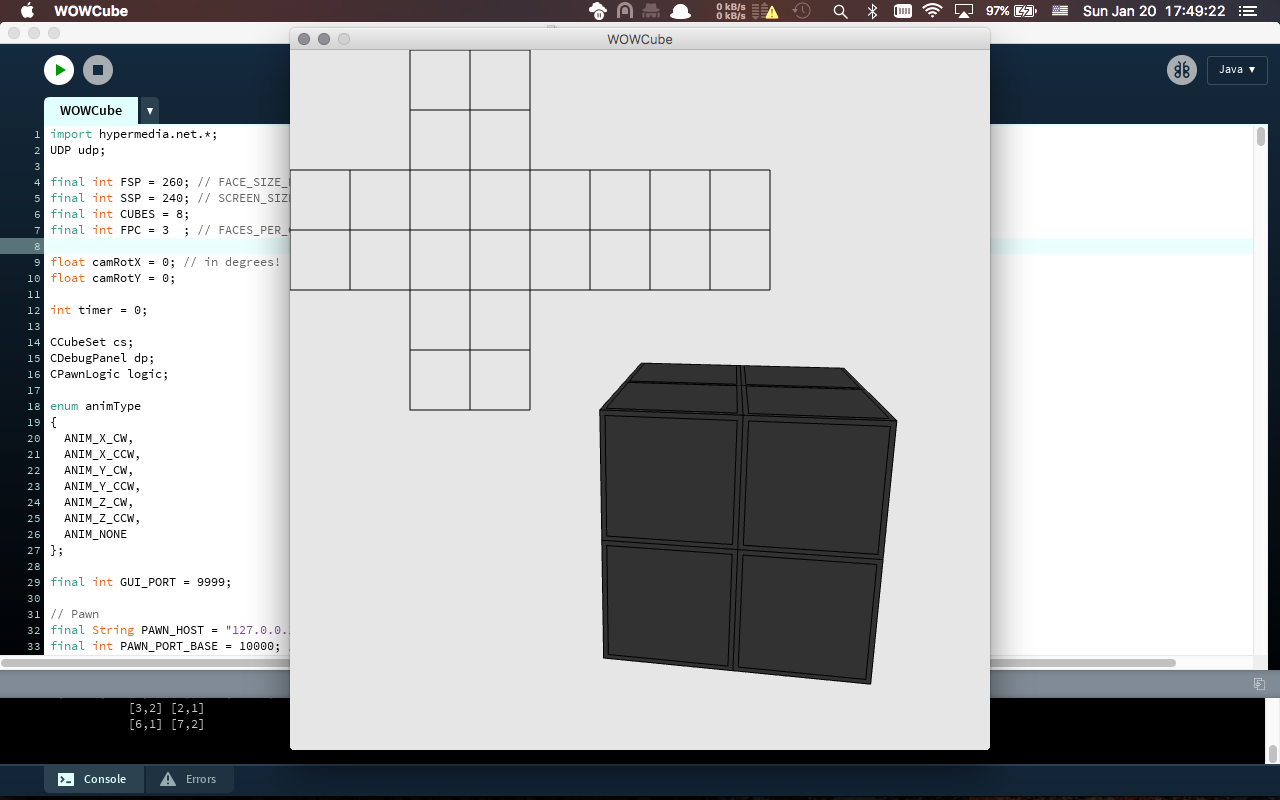 WOWCube
0 kB/s
0 kB/s
97%
Sun Jan 20 17:49:22
WOWCube
Java ▾
WOWCube ▾
1 import hypermedia.net.*;
2 UDP udp;
3
4 final int FSP = 260; // FACE_SIZE_
5 final int SSP = 240; // SCREEN_SIZ
6 final int CUBES = 8;
7 final int FPC = 3  ; // FACES_PER_
8
9 float camRotX = 0; // in degrees!
10 float camRotY = 0;
11
12 int timer = 0;
13
14 CCubeSet cs;
15 CDebugPanel dp;
16 CPawnLogic logic;
17
18 enum animType
19 {
20   ANIM_X_CW,
21   ANIM_X_CCW,
22   ANIM_Y_CW,
23   ANIM_Y_CCW,
24   ANIM_Z_CW,
25   ANIM_Z_CCW,
26   ANIM_NONE
27 };
28
29 final int GUI_PORT = 9999;
30
31 // Pawn
32 final String PAWN_HOST = "127.0.0.
33 final int PAWN_PORT_BASE = 10000;
[3,2] [2,1]
[6,1] [7,2]
Console
Errors